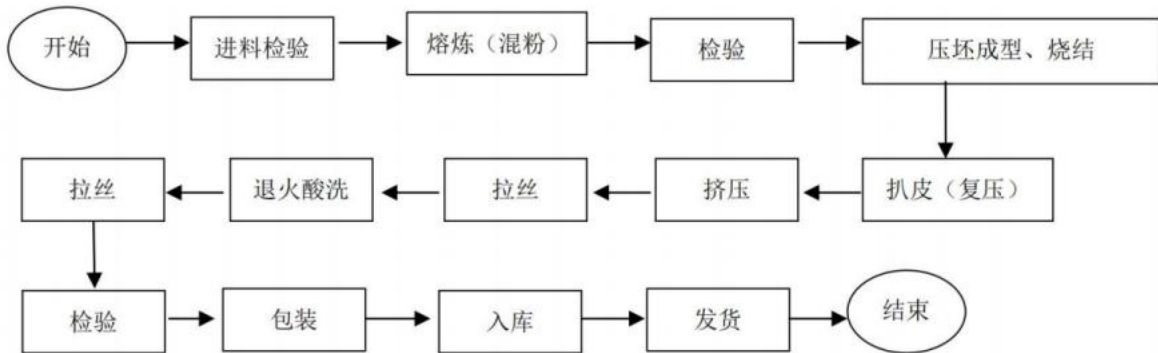 开始 进料检验 熔炼（混粉） 检验 压坯成型、烧结
拉丝 退火酸洗 拉丝 挤压 扒皮（复压）
检验 包装 入库 发货 结束